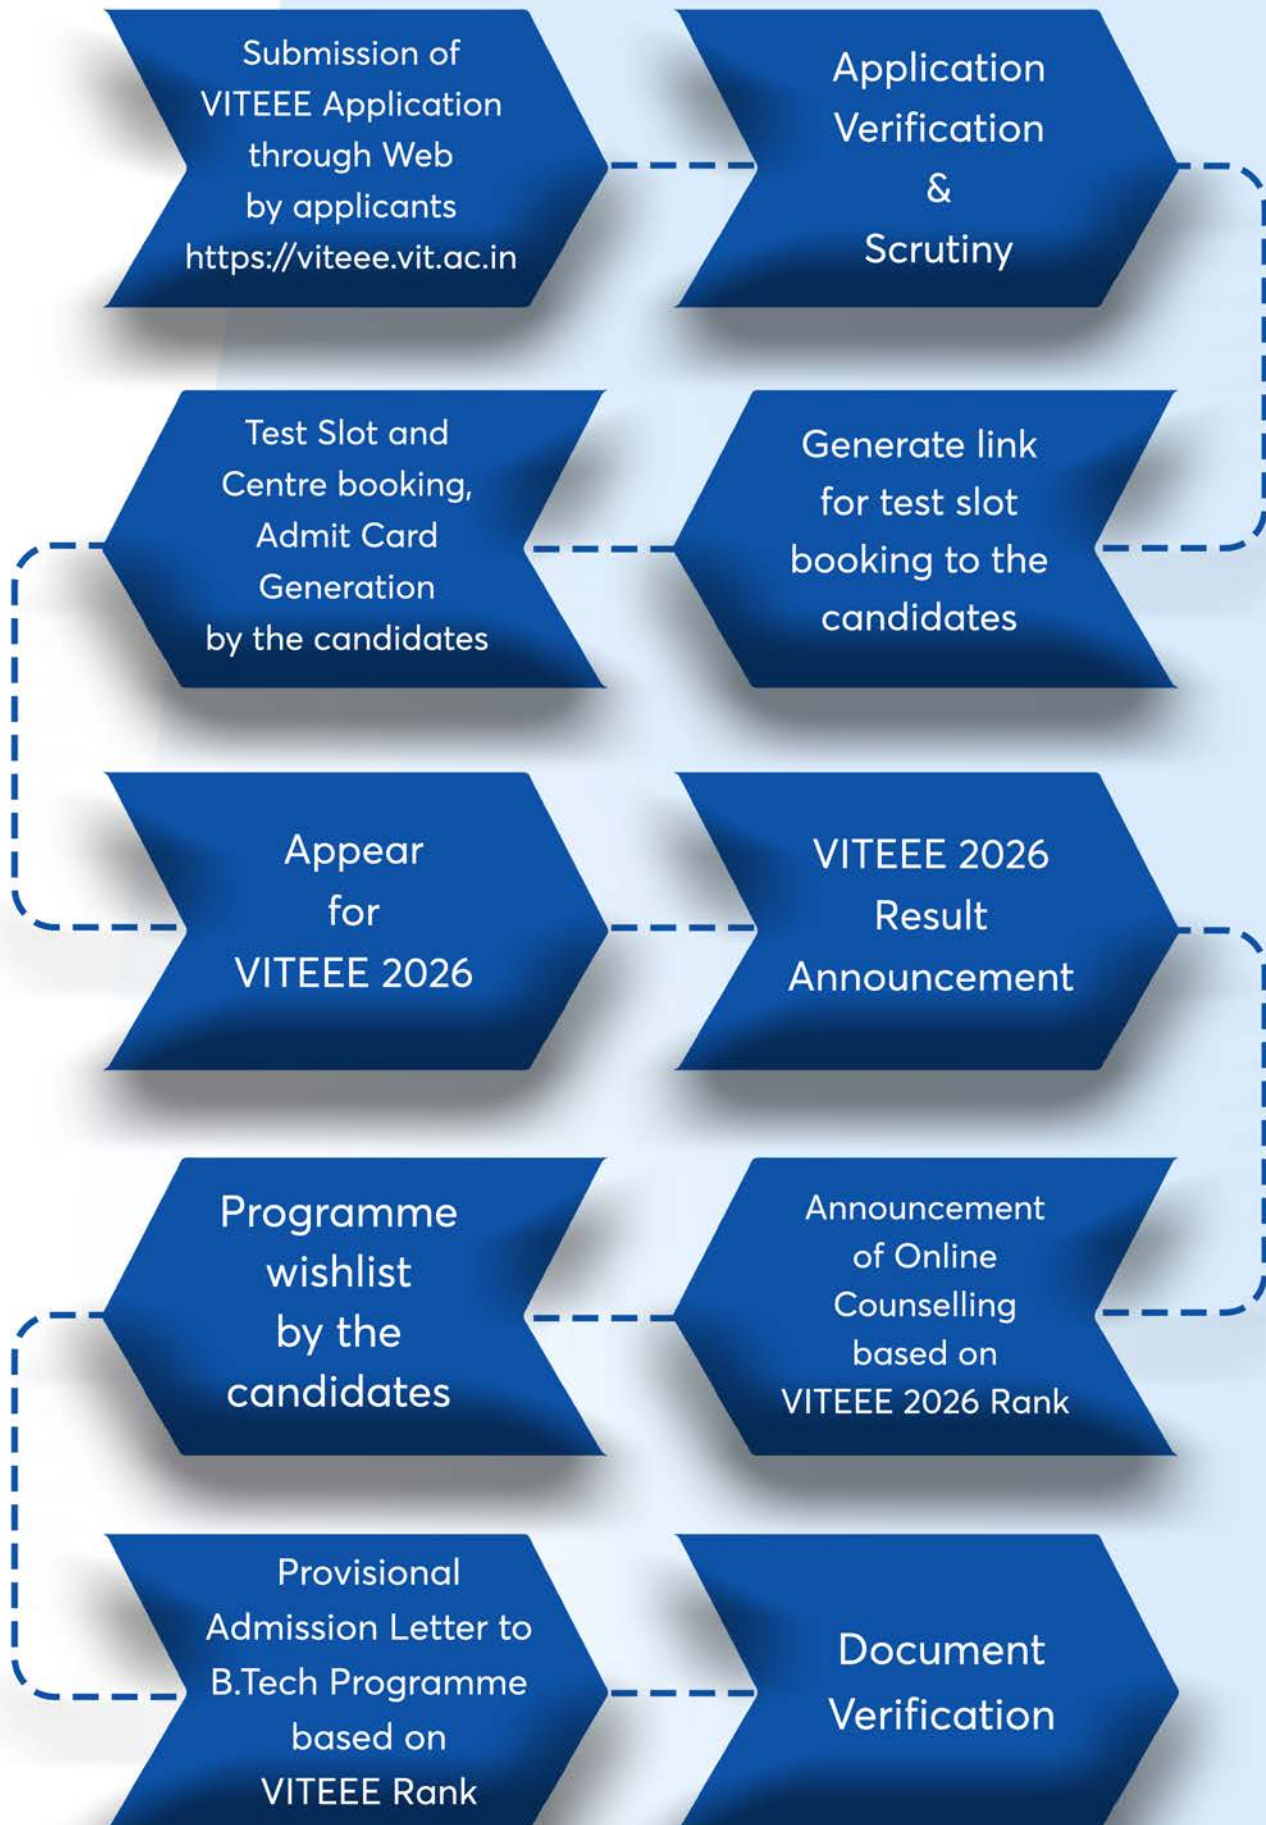 Submission of
VITEEE Application
through Web
by applicants
https://viteee.vit.ac.in
Application
Verification
&
Scrutiny
Generate link
for test slot
booking to the
candidates
Test Slot and
Centre booking,
Admit Card
Generation
by the candidates
Appear
for
VITEEE 2026
VITEEE 2026
Result
Announcement
Announcement
of Online
Counselling
based on
VITEEE 2026 Rank
Programme
wishlist
by the
candidates
Provisional
Admission Letter to
B.Tech Programme
based on
VITEEE Rank
Document
Verification